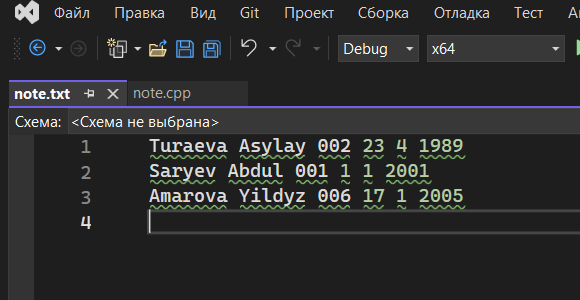 Файл Правка Вид Git Проект Сборка Отладка Тест
Debug x64
note.txt note.cpp
Схема: <Схема не выбрана>
1 Turaeva Asylay 002 23 4 1989
2 Saryev Abdul 001 1 1 2001
3 Amarova Yildyz 006 17 1 2005
4